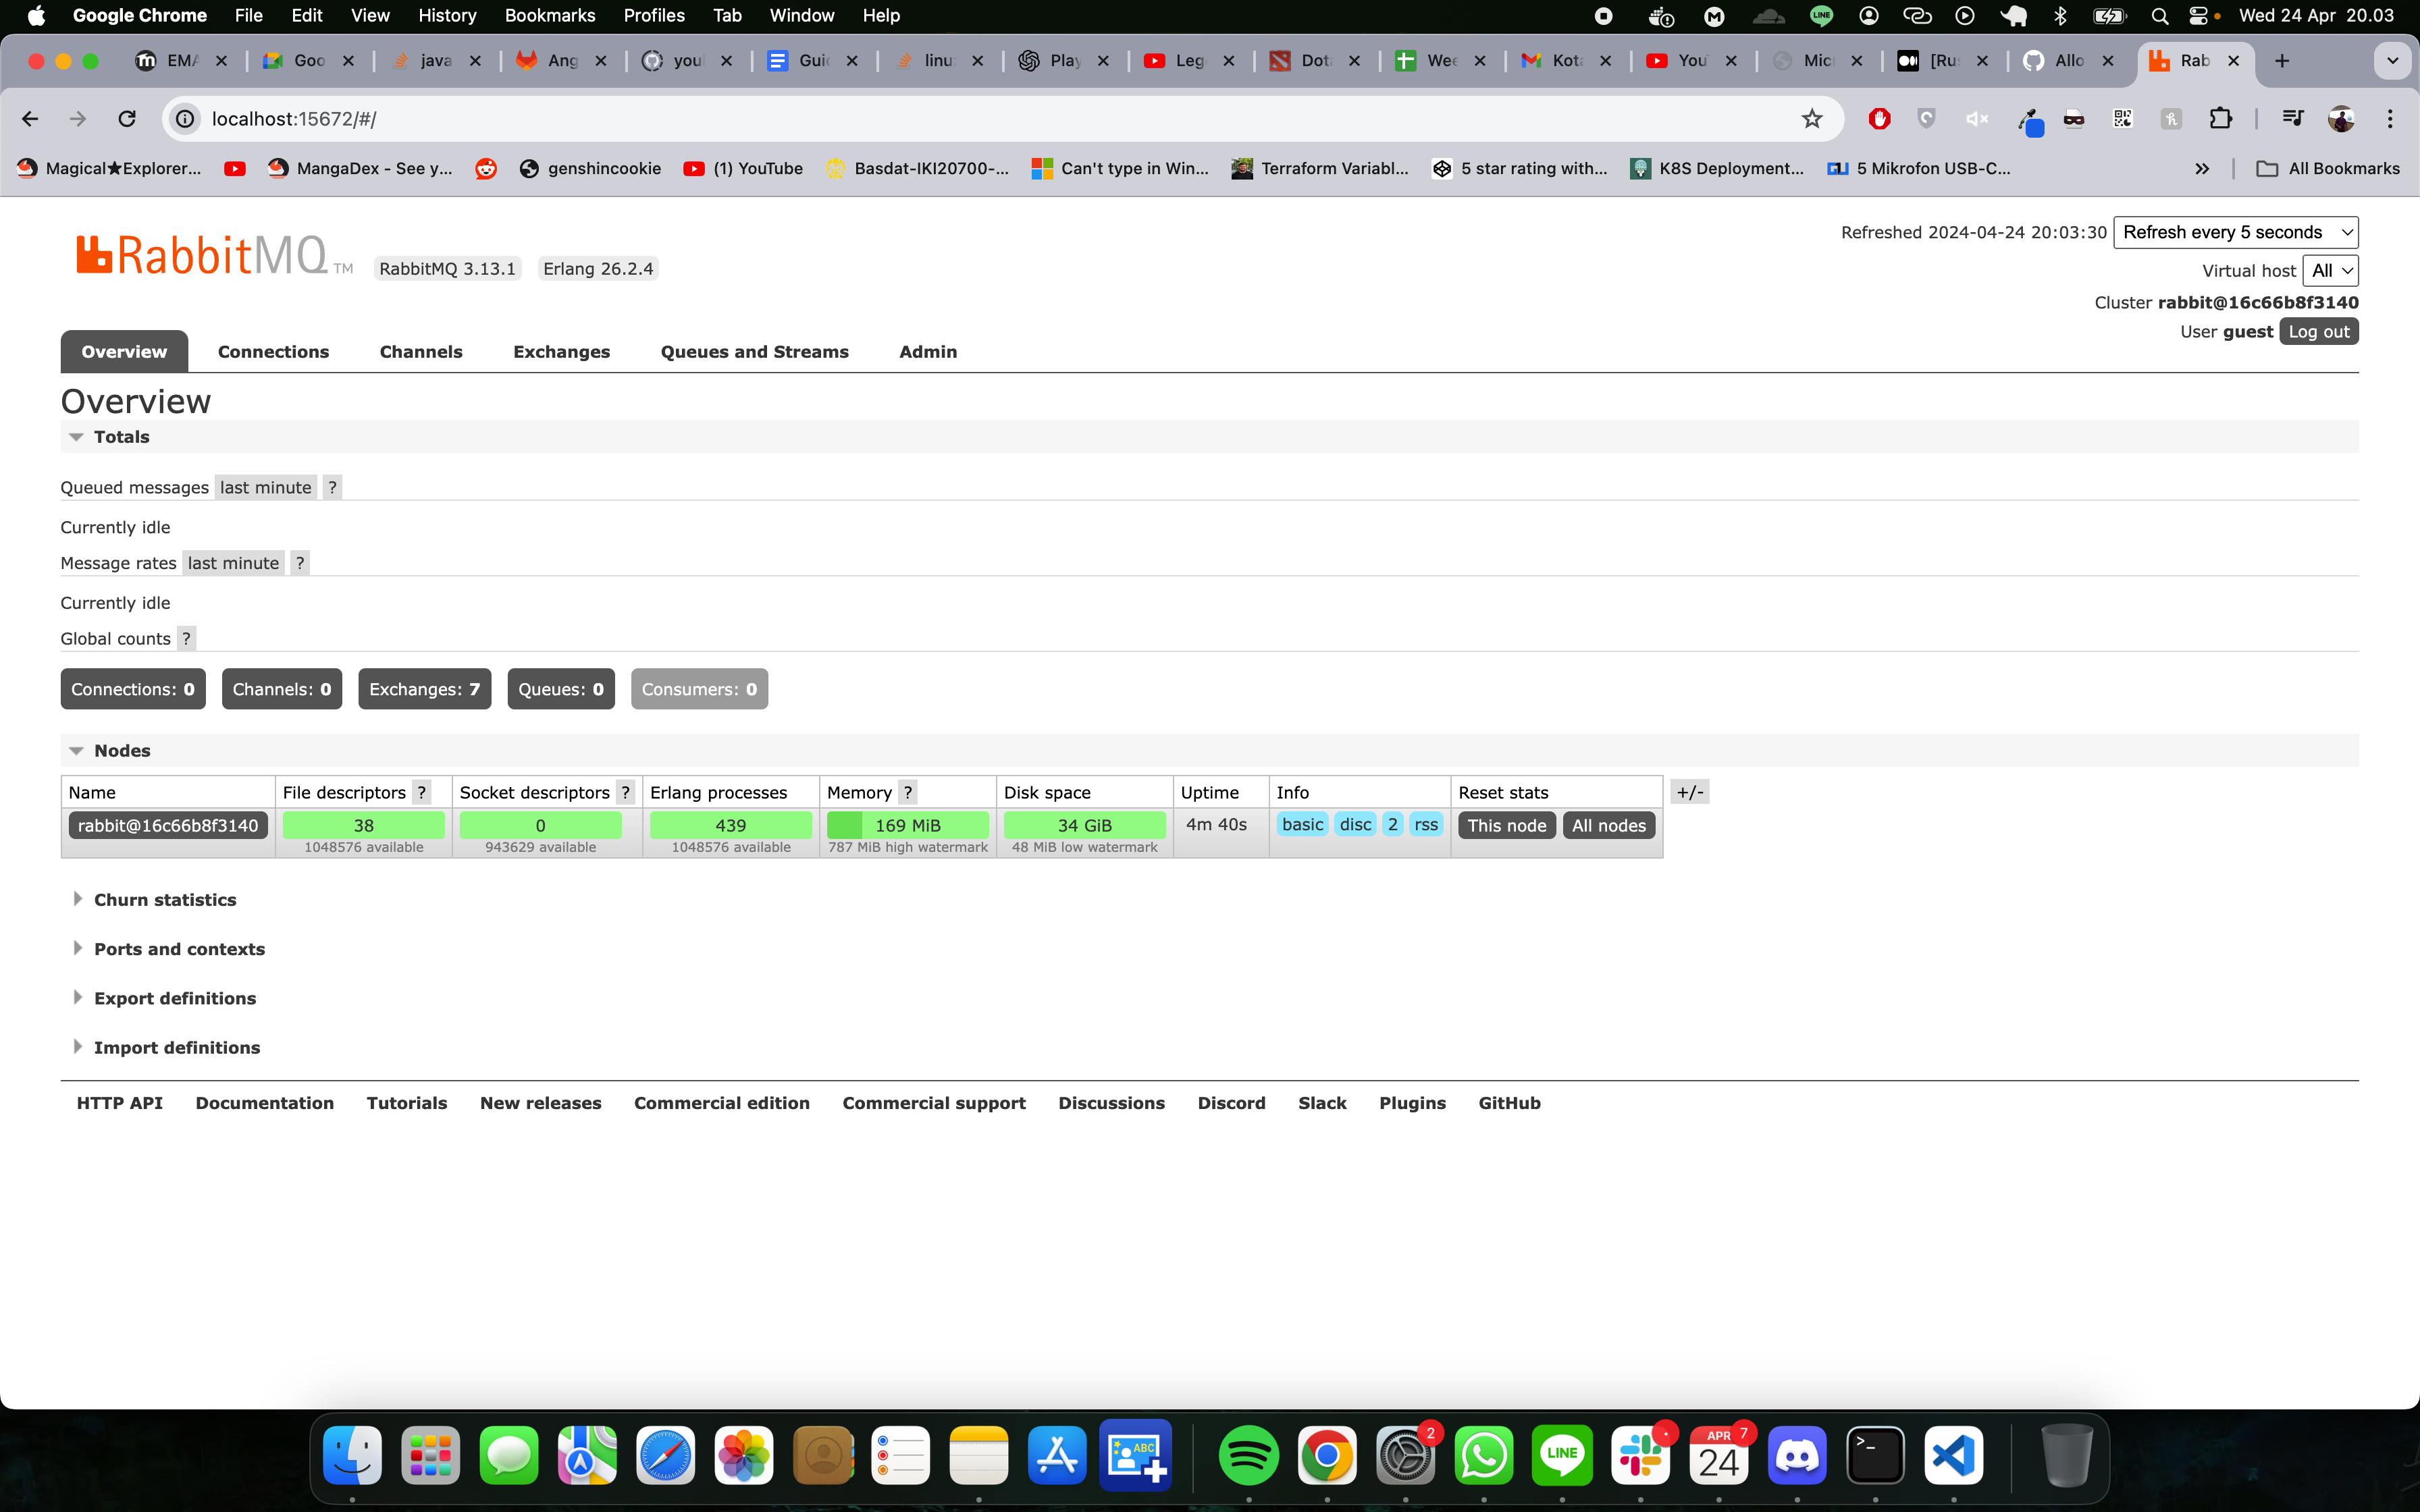 Google Chrome File Edit View History Bookmarks Profiles Tab Window Help LINE Wed 24 Apr 20.03
EMA Goo java Ang you Gui linu Play Leg Dota Wee Kota You Mic [Ru Allo Rab
localhost:15672/#/
Magical★Explorer... MangaDex - See y... genshincookie (1) YouTube Basdat-IKI20700-... Can't type in Win... Terraform Variabl... 5 star rating with... K8S Deployment... 5 Mikrofon USB-C... » All Bookmarks
Refreshed 2024-04-24 20:03:30 Refresh every 5 seconds
RabbitMQ TM RabbitMQ 3.13.1 Erlang 26.2.4
Virtual host All
Cluster rabbit@16c66b8f3140
User guest Log out
Overview Connections Channels Exchanges Queues and Streams Admin
Overview
Totals
Queued messages last minute ?
Currently idle
Message rates last minute ?
Currently idle
Global counts ?
Connections: 0 Channels: 0 Exchanges: 7 Queues: 0 Consumers: 0
Nodes
Name File descriptors ? Socket descriptors ? Erlang processes Memory ? Disk space Uptime Info Reset stats +/-
rabbit@16c66b8f3140 38 0 439 169 MiB 34 GiB 4m 40s basic disc 2 rss This node All nodes
1048576 available 943629 available 1048576 available 787 MiB high watermark 48 MiB low watermark
Churn statistics
Ports and contexts
Export definitions
Import definitions
HTTP API Documentation Tutorials New releases Commercial edition Commercial support Discussions Discord Slack Plugins GitHub
ABC 2 LINE APR 7
24